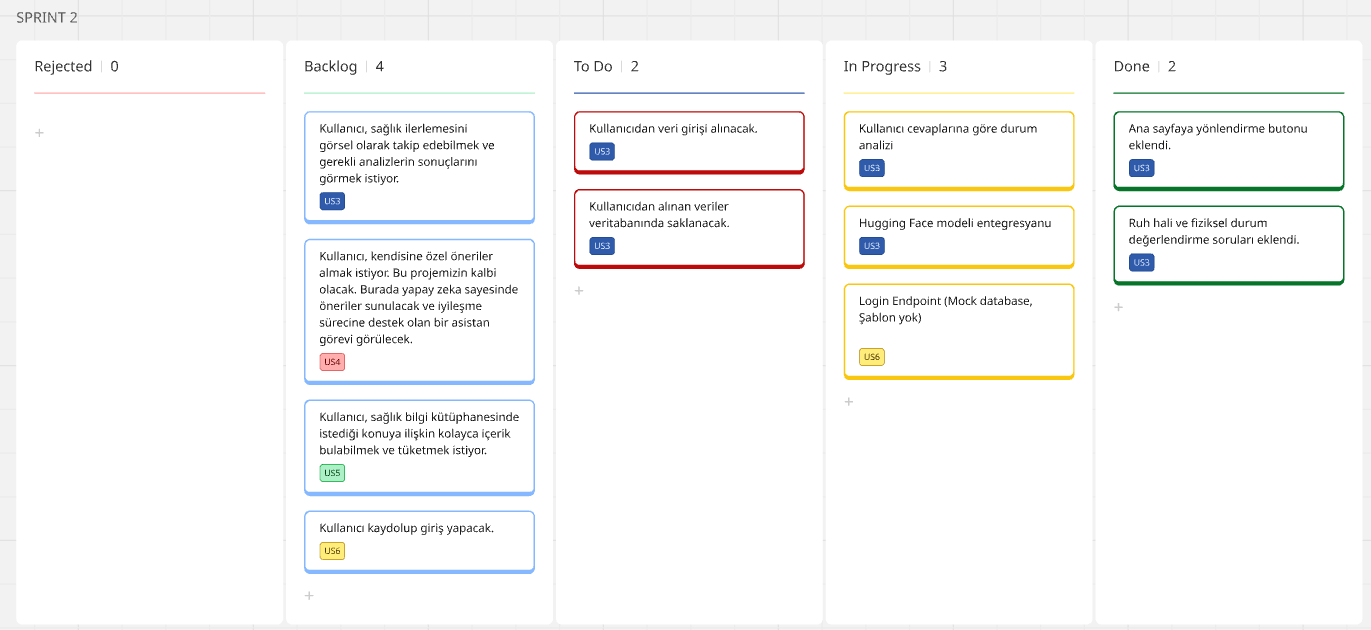 SPRINT 2
Rejected 0
+
Backlog 4
Kullanıcı, sağlık ilerlemesini
görsel olarak takip edebilmek ve
gerekli analizlerin sonuçlarını
görmek istiyor.
US3
Kullanıcı, kendisine özel öneriler
almak istiyor. Bu projemizin kalbi
olacak. Burada yapay zeka sayesinde
öneriler sunulacak ve iyileşme
sürecine destek olan bir asistan
görevi görülecek.
US4
Kullanıcı, sağlık bilgi kütüphanesinde
istediği konuya ilişkin kolayca içerik
bulabilmek ve tüketmek istiyor.
US5
Kullanıcı kaydolup giriş yapacak.
US6
+
To Do 2
Kullanıcıdan veri girişi alınacak.
US3
Kullanıcıdan alınan veriler
veritabanında saklanacak.
US3
+
In Progress 3
Kullanıcı cevaplarına göre durum
analizi
US3
Hugging Face modeli entegresyanu
US3
Login Endpoint (Mock database,
Şablon yok)
US6
+
Done 2
Ana sayfaya yönlendirme butonu
eklendi.
US3
Ruh hali ve fiziksel durum
değerlendirme soruları eklendi.
US3
+